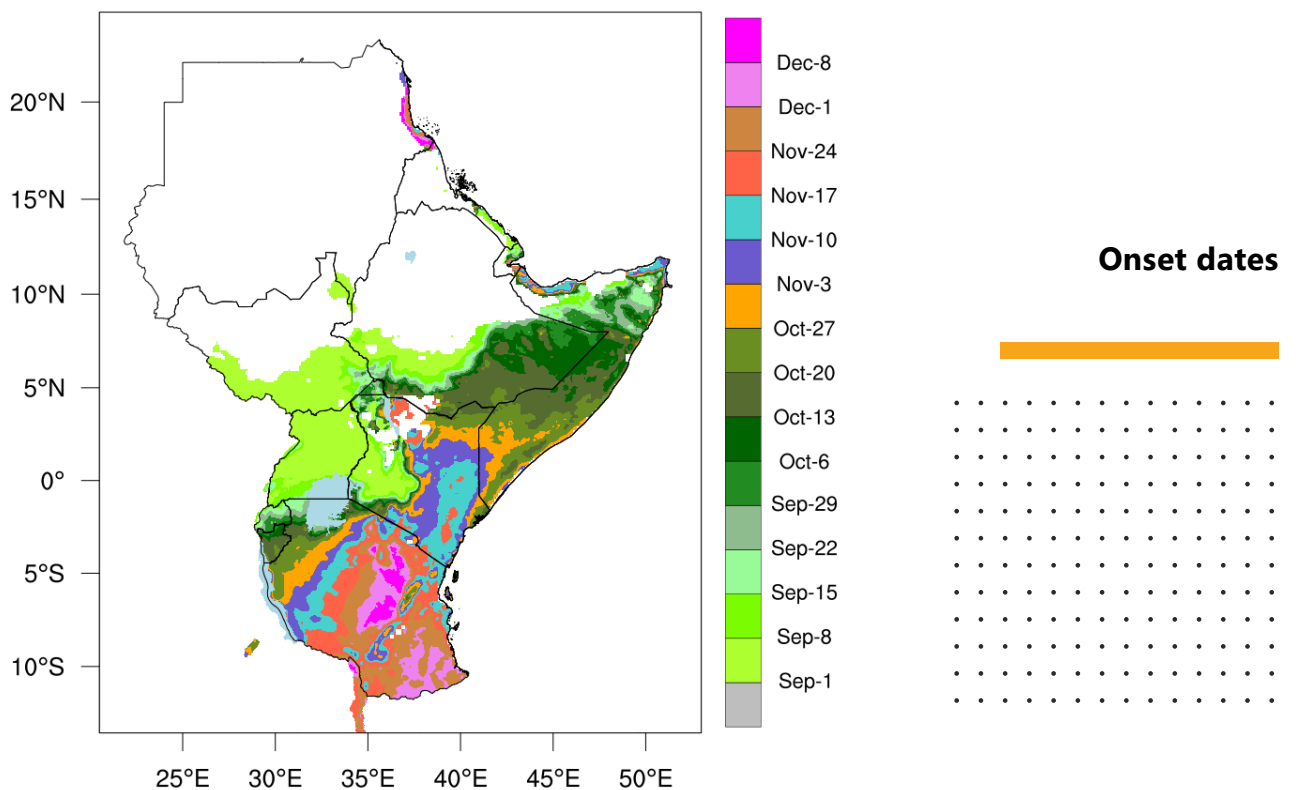 20°N
15°N
10°N
5°N
0°
5°S
10°S
25°E 30°E 35°E 40°E 45°E 50°E
Dec-8
Dec-1
Nov-24
Nov-17
Nov-10
Nov-3
Oct-27
Oct-20
Oct-13
Oct-6
Sep-29
Sep-22
Sep-15
Sep-8
Sep-1
Onset dates